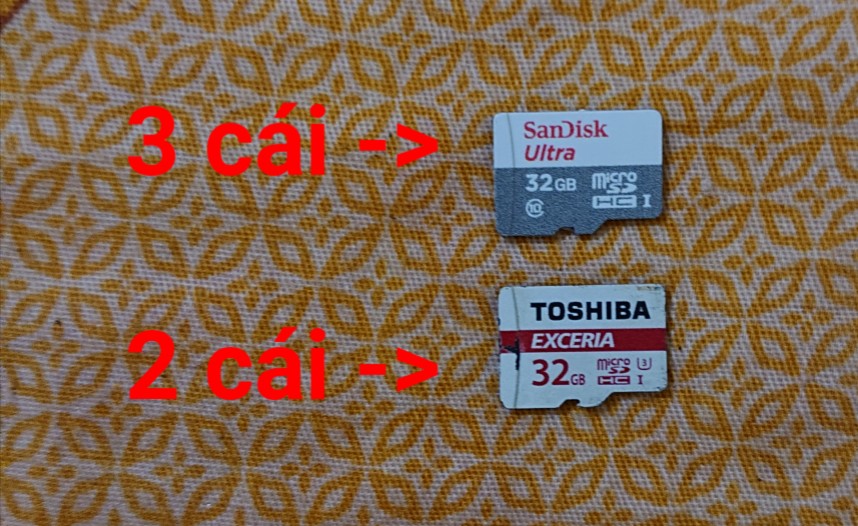 3 cái ->
SanDisk
Ultra
32GB micro SD
10 HC I
2 cái ->
TOSHIBA
EXCERIA
32GB micro SD 3
HC I